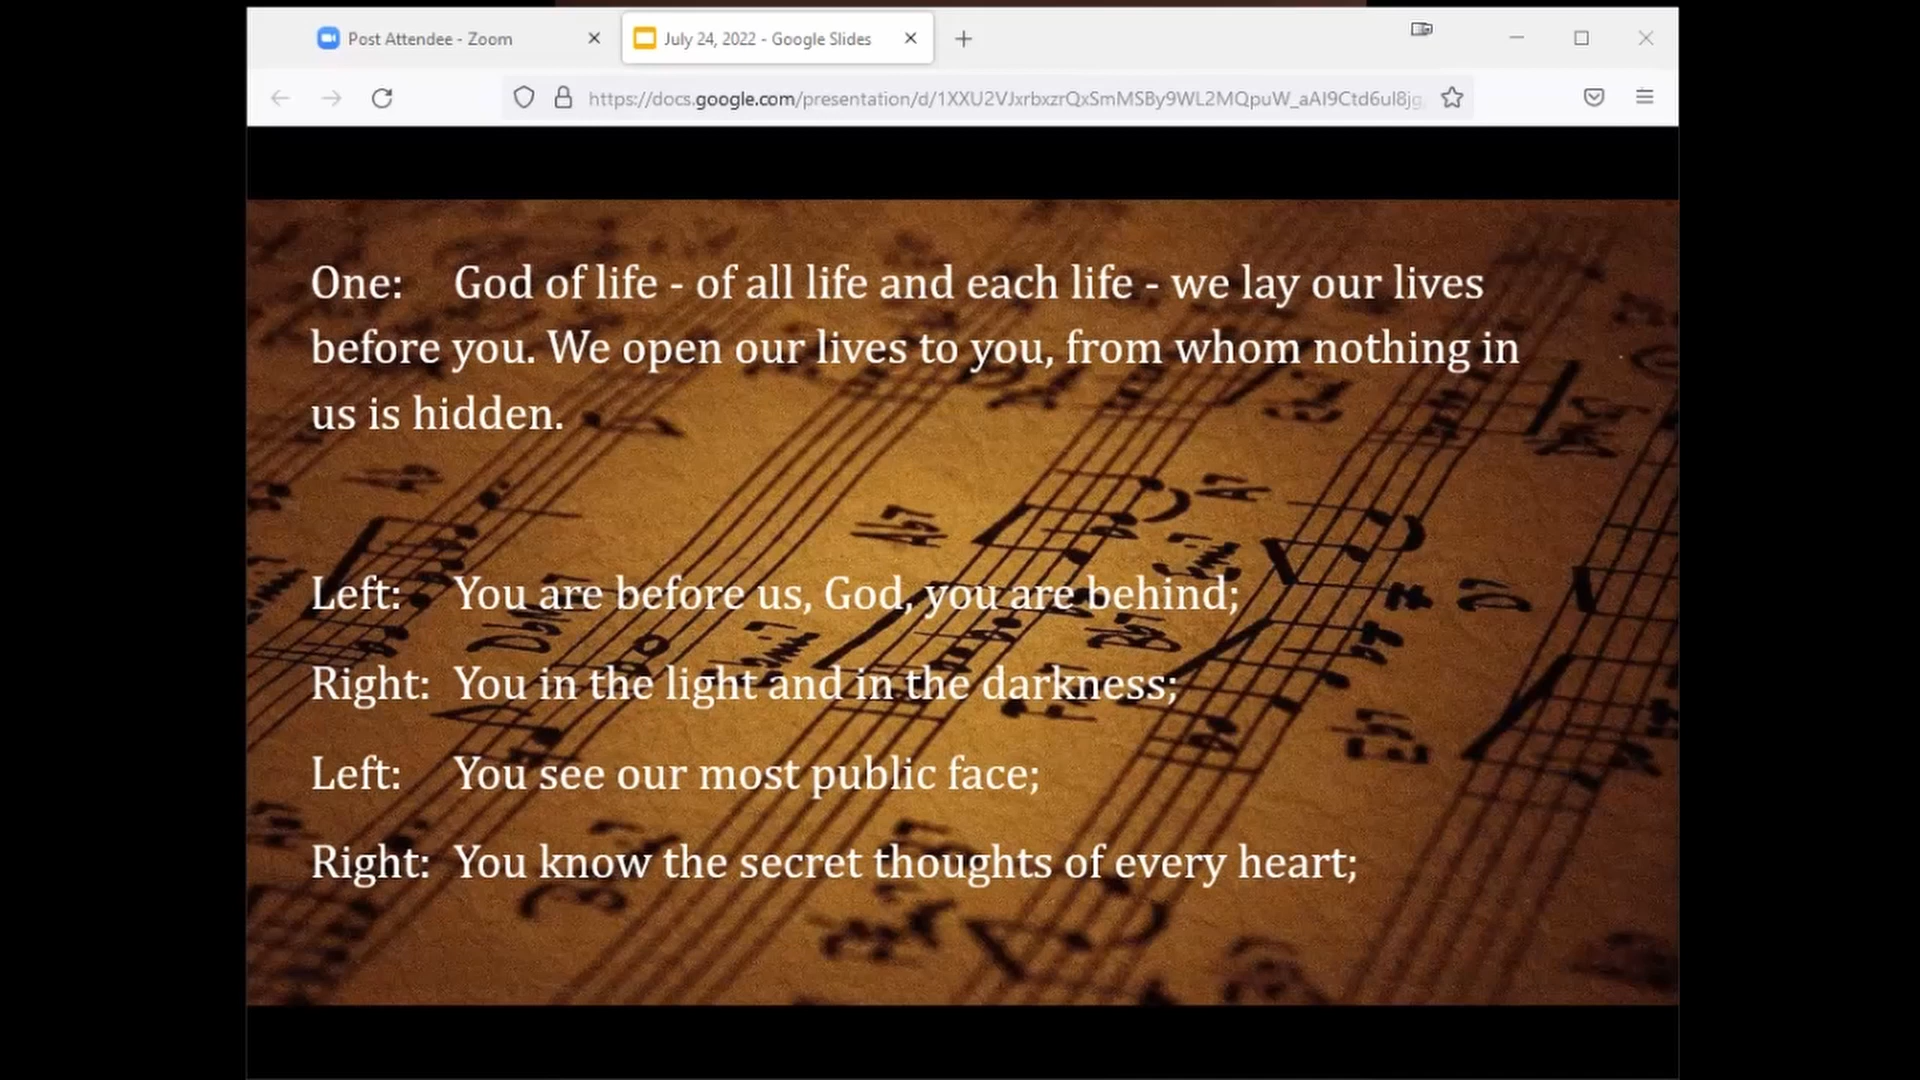 Post Attendee - Zoom
July 24, 2022 - Google Slides
https://docs.google.com/presentation/d/1XXU2VJxrbxzrQxSmMSBy9WL2MQpuW_aAI9Ctd6ul8jg
One: God of life - of all life and each life - we lay our lives
before you. We open our lives to you, from whom nothing in
us is hidden.
Left: You are before us, God, you are behind;
Right: You in the light and in the darkness;
Left: You see our most public face;
Right: You know the secret thoughts of every heart;